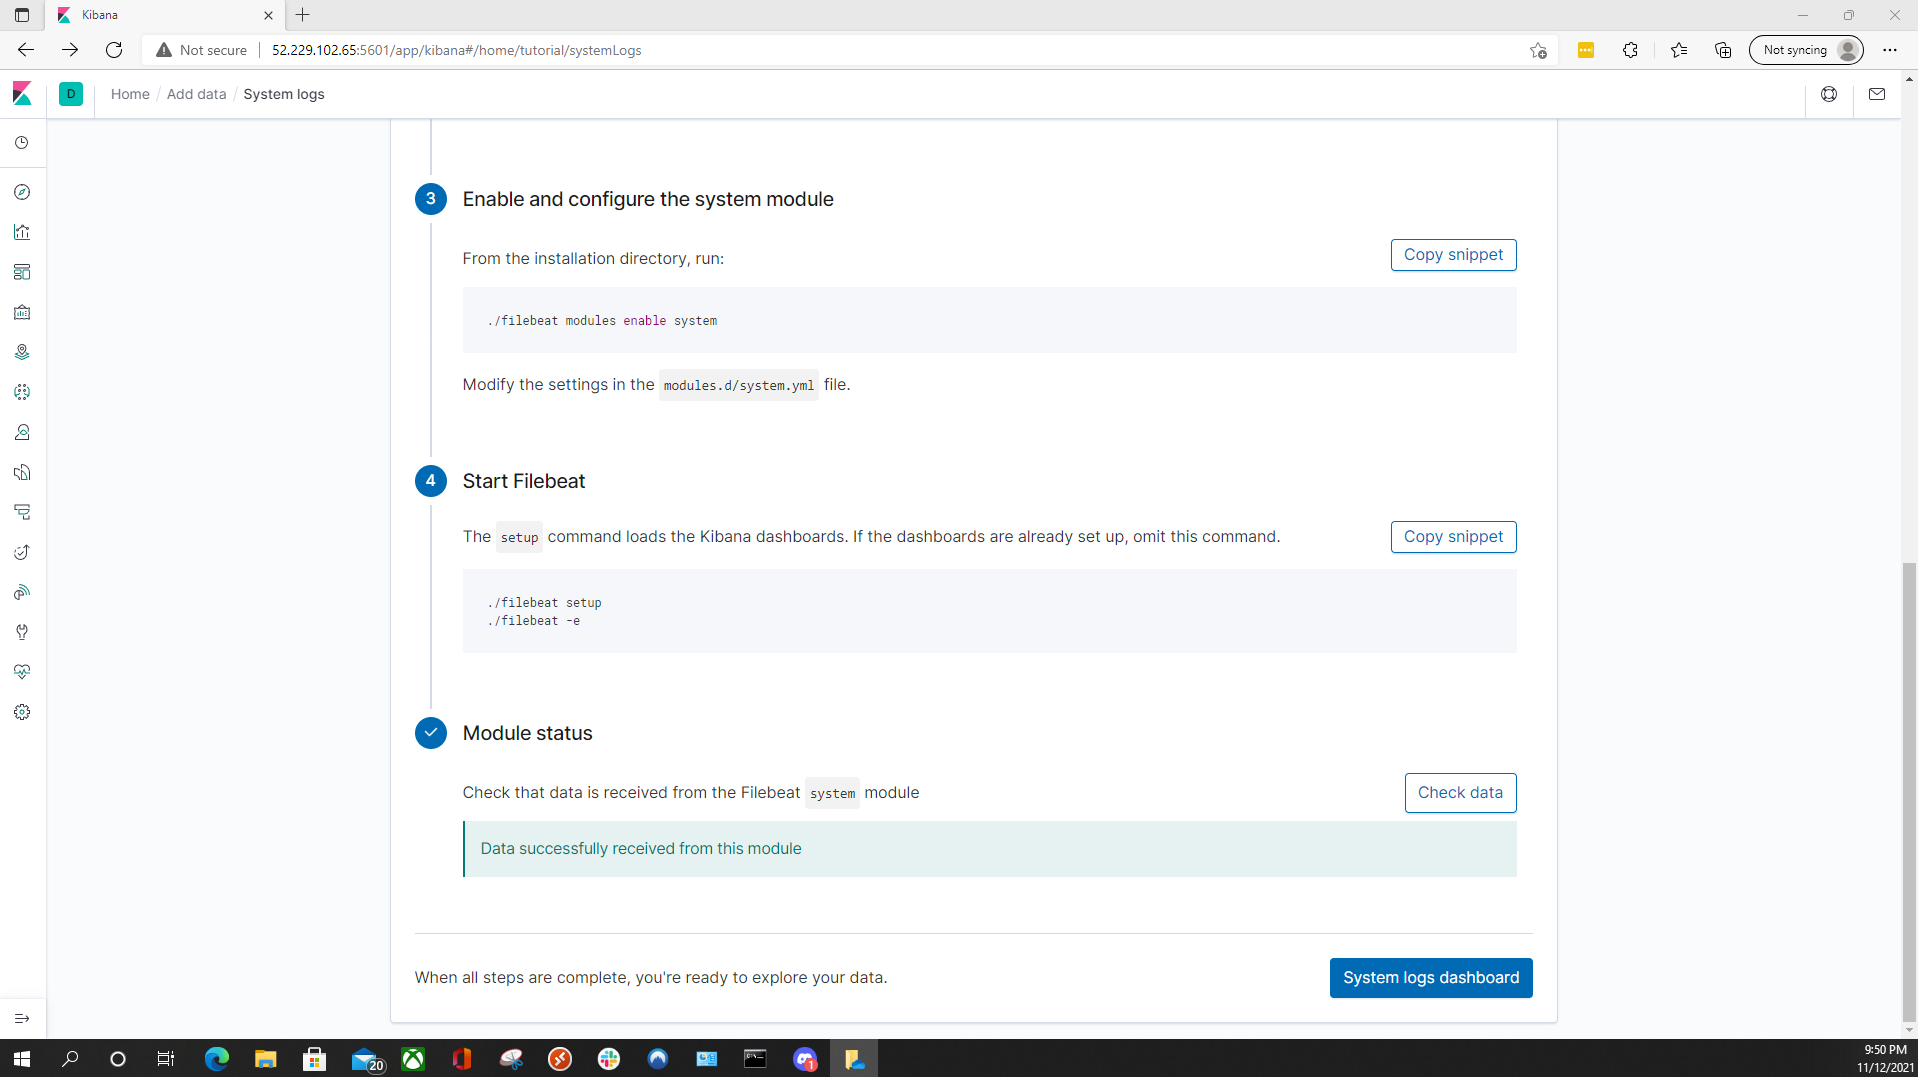 Kibana
Not secure
52.229.102.65:5601/app/kibana#/home/tutorial/systemLogs
Not syncing
D
Home / Add data / System logs
3
Enable and configure the system module
From the installation directory, run:
Copy snippet
./filebeat modules enable system
Modify the settings in the modules.d/system.yml file.
4
Start Filebeat
The setup command loads the Kibana dashboards. If the dashboards are already set up, omit this command.
Copy snippet
./filebeat setup
./filebeat -e
Module status
Check that data is received from the Filebeat system module
Check data
Data successfully received from this module
When all steps are complete, you're ready to explore your data.
System logs dashboard
20
1
9:50 PM
11/12/2021